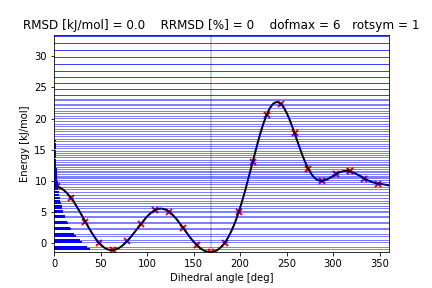 RMSD [kJ/mol] = 0.0    RRMSD [%] = 0    dofmax = 6   rotsym = 1
Energy [kJ/mol]
30
25
20
15
10
5
0
0 50 100 150 200 250 300 350
Dihedral angle [deg]